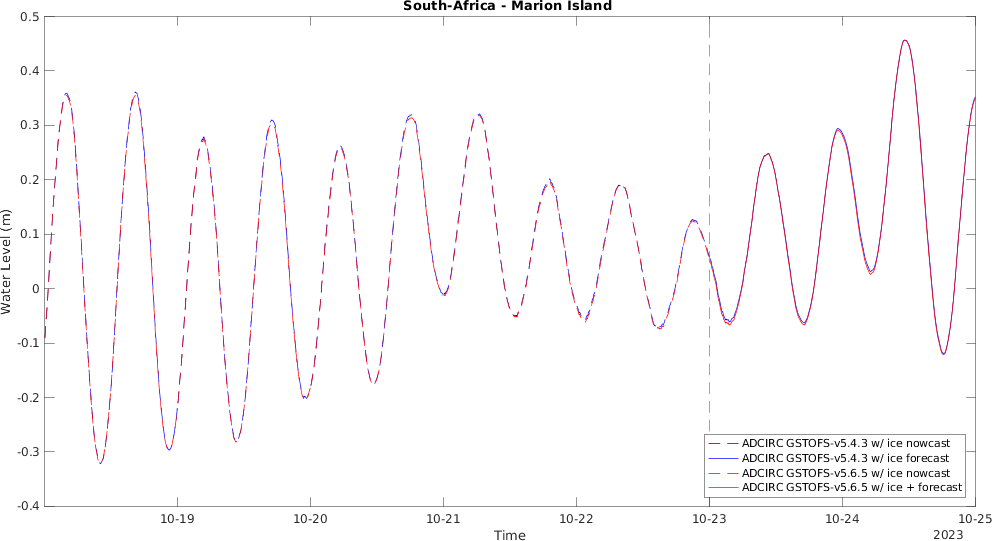 South-Africa - Marion Island
0.5
0.4
0.3
0.2
0.1
0
-0.1
-0.2
-0.3
-0.4
Water Level (m)
10-19
10-20
10-21
10-22
10-23
10-24
10-25
Time
2023
ADCIRC GSTOFS-v5.4.3 w/ ice nowcast
ADCIRC GSTOFS-v5.4.3 w/ ice forecast
ADCIRC GSTOFS-v5.6.5 w/ ice nowcast
ADCIRC GSTOFS-v5.6.5 w/ ice + forecast